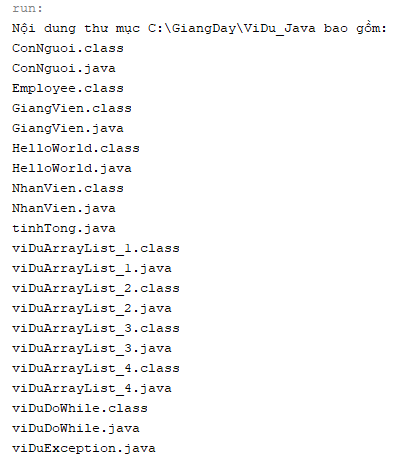 run:
Nội dung thư mục C:\GiangDay\ViDu_Java bao gồm:
ConNguoi.class
ConNguoi.java
Employee.class
GiangVien.class
GiangVien.java
HelloWorld.class
HelloWorld.java
NhanVien.class
NhanVien.java
tinhTong.java
viDuArrayList_1.class
viDuArrayList_1.java
viDuArrayList_2.class
viDuArrayList_2.java
viDuArrayList_3.class
viDuArrayList_3.java
viDuArrayList_4.class
viDuArrayList_4.java
viDuDoWhile.class
viDuDoWhile.java
viDuException.java